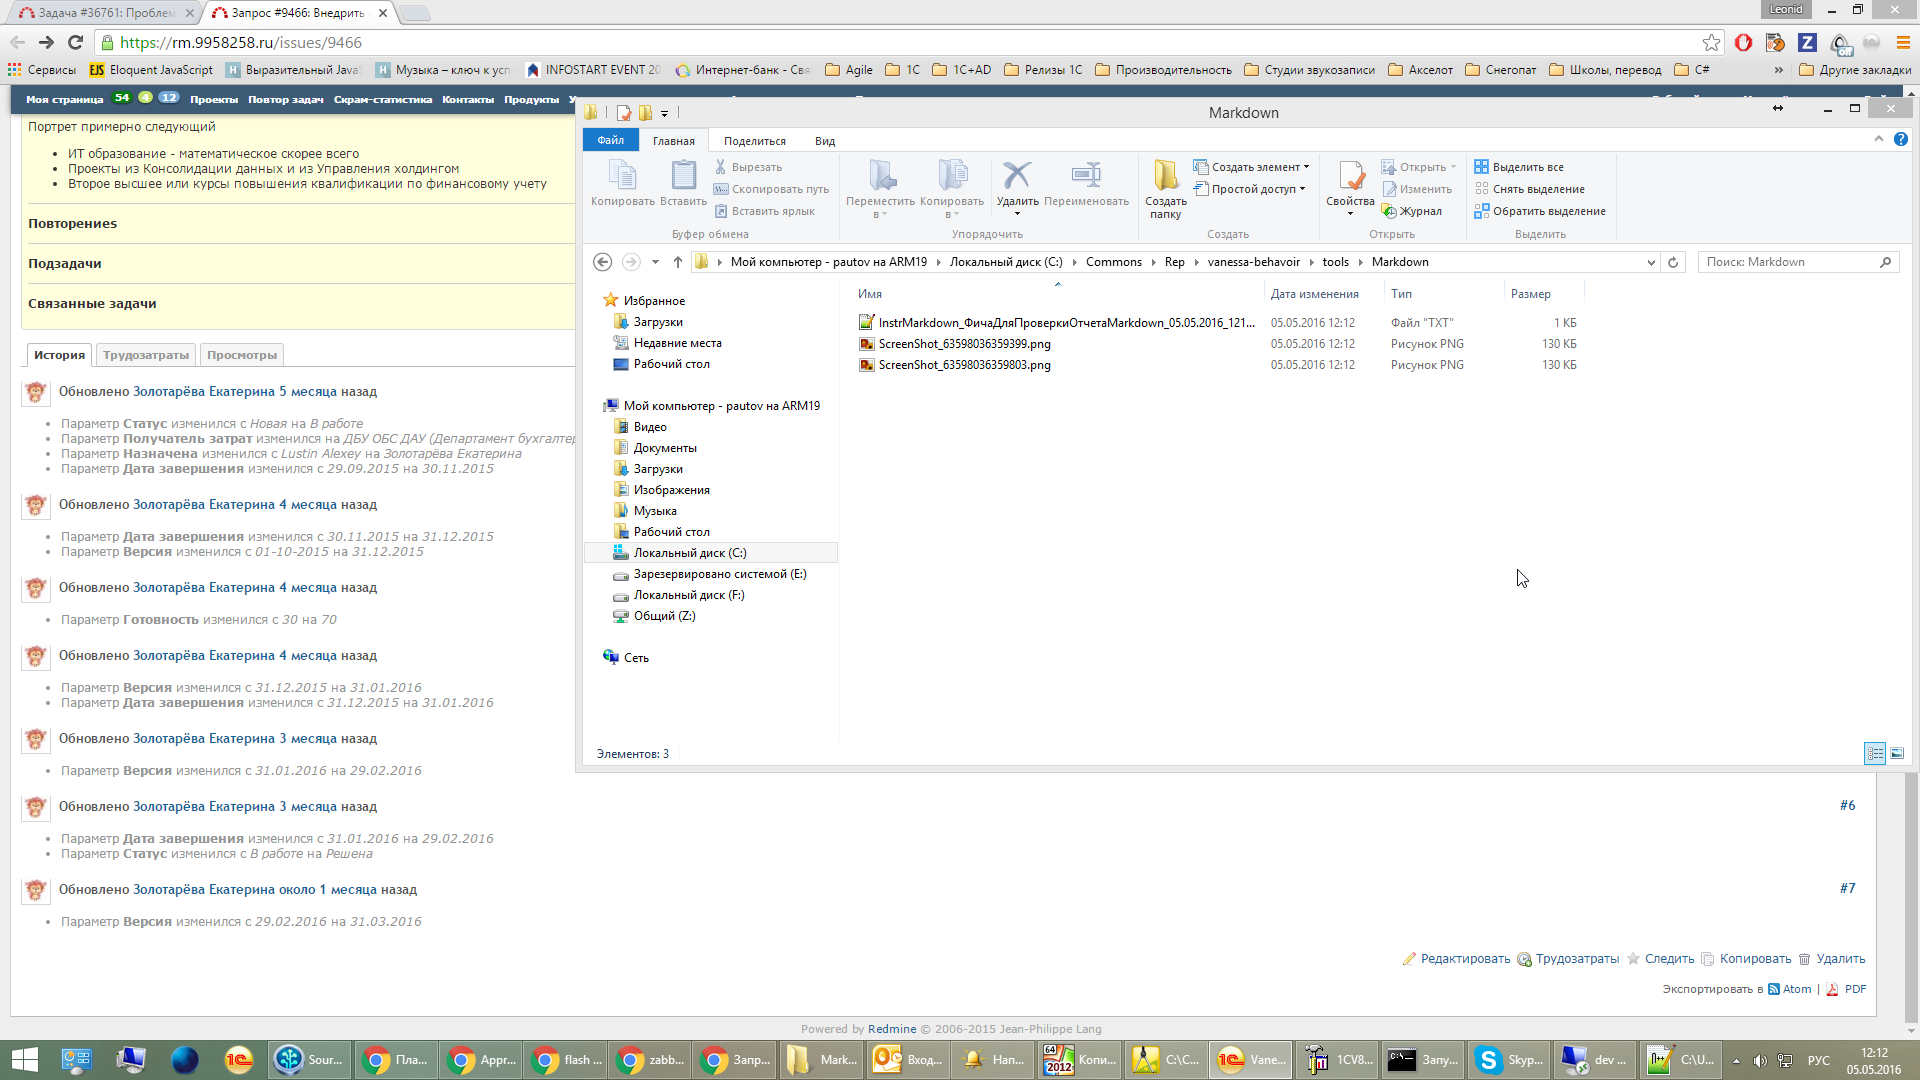 Задача #36761: Проблем
Запрос #9466: Внедрить
Leonid
https://rm.9958258.ru/issues/9466
Сервисы
EJS Eloquent JavaScript
H Выразительный Java
H Музыка – ключ к усп
INFOSTART EVENT 20
Интернет-банк - Свя
Agile
1C
1C+AD
Релизы 1С
Производительность
Студии звукозаписи
Акселот
Снегопат
Школы, перевод
C#
»
Другие закладки
Моя страница 54 4 12 Проекты Повтор задач Скрам-статистика Контакты Продукты
Портрет примерно следующий
• ИТ образование - математическое скорее всего
• Проекты из Консолидации данных и из Управления холдингом
• Второе высшее или курсы повышения квалификации по финансовому учету
Повторениеs
Подзадачи
Связанные задачи
История Трудозатраты Просмотры
Обновлено Золотарёва Екатерина 5 месяца назад
• Параметр Статус изменился с Новая на В работе
• Параметр Получатель затрат изменился на ДБУ ОБС ДАУ (Департамент бухгалтер
• Параметр Назначена изменился с Lustin Alexey на Золотарёва Екатерина
• Параметр Дата завершения изменился с 29.09.2015 на 30.11.2015
Обновлено Золотарёва Екатерина 4 месяца назад
• Параметр Дата завершения изменился с 30.11.2015 на 31.12.2015
• Параметр Версия изменился с 01-10-2015 на 31.12.2015
Обновлено Золотарёва Екатерина 4 месяца назад
• Параметр Готовность изменился с 30 на 70
Обновлено Золотарёва Екатерина 4 месяца назад
• Параметр Версия изменился с 31.12.2015 на 31.01.2016
• Параметр Дата завершения изменился с 31.12.2015 на 31.01.2016
Обновлено Золотарёва Екатерина 3 месяца назад
• Параметр Версия изменился с 31.01.2016 на 29.02.2016
Обновлено Золотарёва Екатерина 3 месяца назад
#6
• Параметр Дата завершения изменился с 31.01.2016 на 29.02.2016
• Параметр Статус изменился с В работе на Решена
Обновлено Золотарёва Екатерина около 1 месяца назад
#7
• Параметр Версия изменился с 29.02.2016 на 31.03.2016
Редактировать Трудозатраты Следить Копировать Удалить
Экспортировать в Atom | PDF
Powered by Redmine © 2006-2015 Jean-Philippe Lang
Markdown
Файл Главная Поделиться Вид
Копировать
Вставить
Вырезать
Скопировать путь
Вставить ярлык
Буфер обмена
Переместить в
Копировать в
Удалить
Переименовать
Упорядочить
Создать папку
Создать элемент
Простой доступ
Создать
Свойства
Открыть
Изменить
Журнал
Открыть
Выделить все
Снять выделение
Обратить выделение
Выделить
Мой компьютер - pautov на ARM19
Локальный диск (C:)
Commons
Rep
vanessa-behavoir
tools
Markdown
Поиск: Markdown
Избранное
Загрузки
Недавние места
Рабочий стол
Мой компьютер - pautov на ARM19
Видео
Документы
Загрузки
Изображения
Музыка
Рабочий стол
Локальный диск (C:)
Зарезервировано системой (E:)
Локальный диск (F:)
Общий (Z:)
Сеть
Имя Дата изменения Тип Размер
InstrMarkdown_ФичаДляПроверкиОтчетаMarkdown_05.05.2016_121... 05.05.2016 12:12 Файл "TXT" 1 КБ
ScreenShot_63598036359399.png 05.05.2016 12:12 Рисунок PNG 130 КБ
ScreenShot_63598036359803.png 05.05.2016 12:12 Рисунок PNG 130 КБ
Элементов: 3
Sour...
Пла...
Appr...
flash ...
zabb...
Запр...
Mark...
Вход...
Нап...
64 2012 Копи...
C:\C...
Vane...
1CV8...
Запу...
Skyp...
dev ...
C:\U...
РУС
12:12
05.05.2016